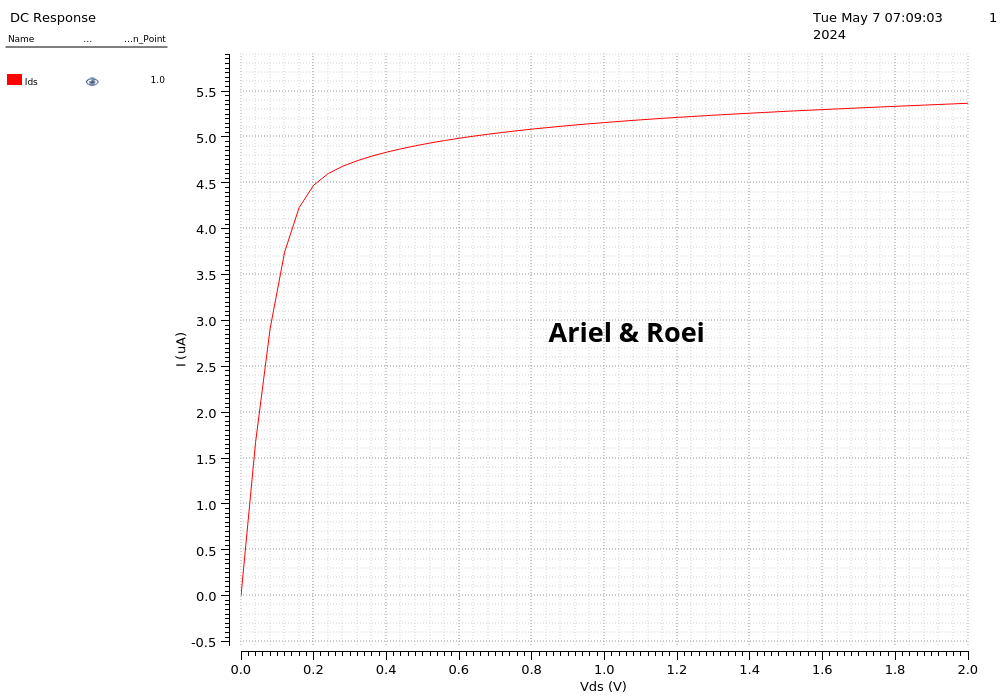 DC Response
Tue May 7 07:09:03 2024
1
Name ... ...n_Point
Ids 1.0
5.5
5.0
4.5
4.0
3.5
3.0
2.5
2.0
1.5
1.0
0.5
0.0
-0.5
I (uA)
Ariel & Roei
0.0 0.2 0.4 0.6 0.8 1.0 1.2 1.4 1.6 1.8 2.0
Vds (V)